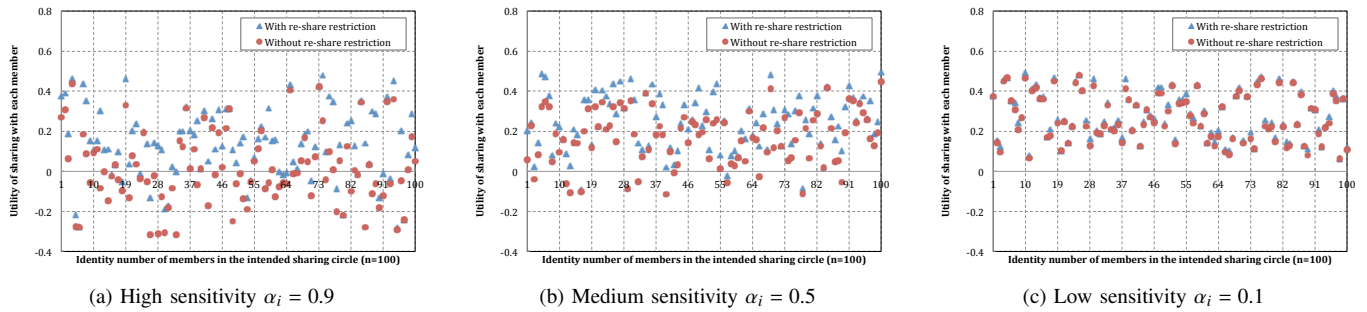 Utility of sharing with each member
0.8
0.6
0.4
0.2
0
-0.2
-0.4
With re-share restriction
Without re-share restriction
1 10 19 28 37 46 55 64 73 82 91 100
Identity number of members in the intended sharing circle (n=100)
(a) High sensitivity αi = 0.9
Utility of sharing with each member
0.8
0.6
0.4
0.2
0
-0.2
-0.4
With re-share restriction
Without re-share restriction
1 10 19 28 37 46 55 64 73 82 91 100
Identity number of members in the intended sharing circle (n=100)
(b) Medium sensitivity αi = 0.5
Utility of sharing with each member
0.8
0.6
0.4
0.2
0
-0.2
-0.4
With re-share restriction
Without re-share restriction
1 10 19 28 37 46 55 64 73 82 91 100
Identity number of members in the intended sharing circle (n=100)
(c) Low sensitivity αi = 0.1